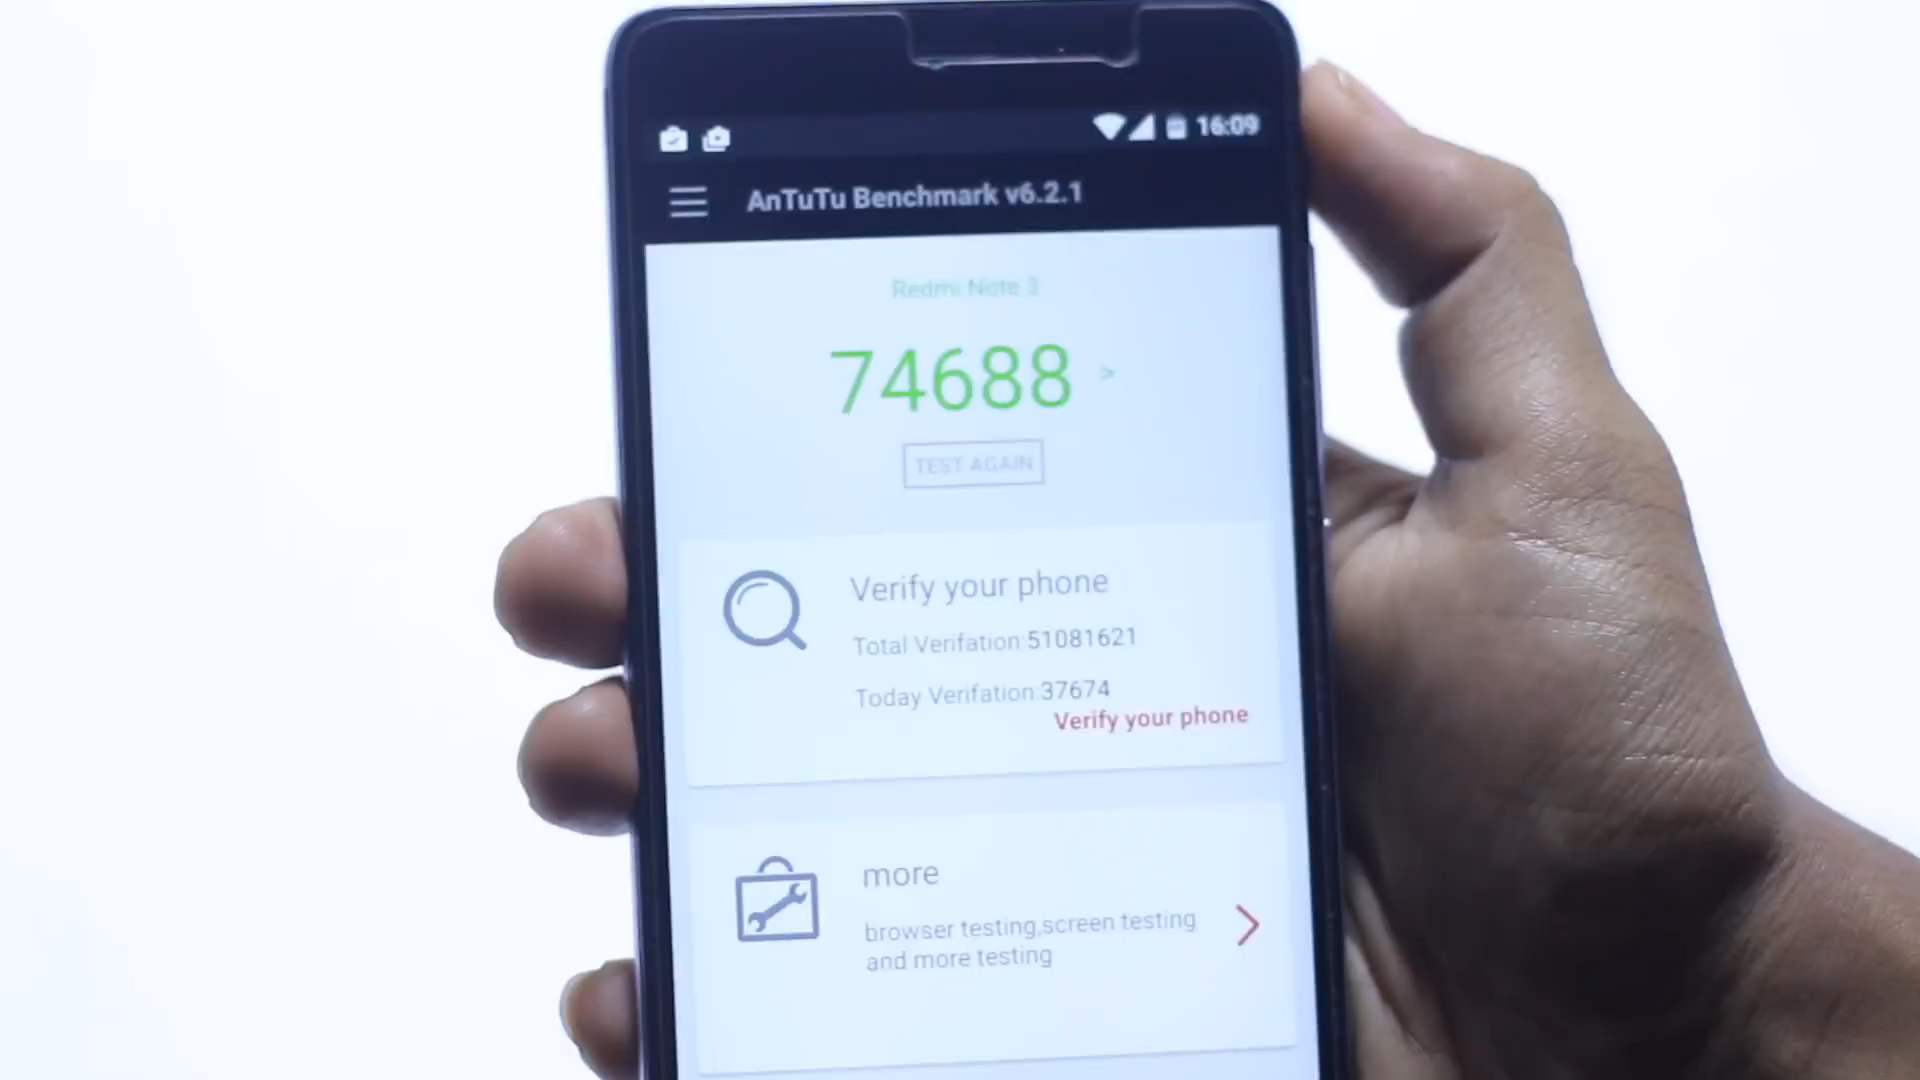 16:09
AnTuTu Benchmark v6.2.1
Redmi Note 3
74688 >
TEST AGAIN
Verify your phone
Total Verifation:51081621
Today Verifation:37674
Verify your phone
more
browser testing,screen testing
and more testing